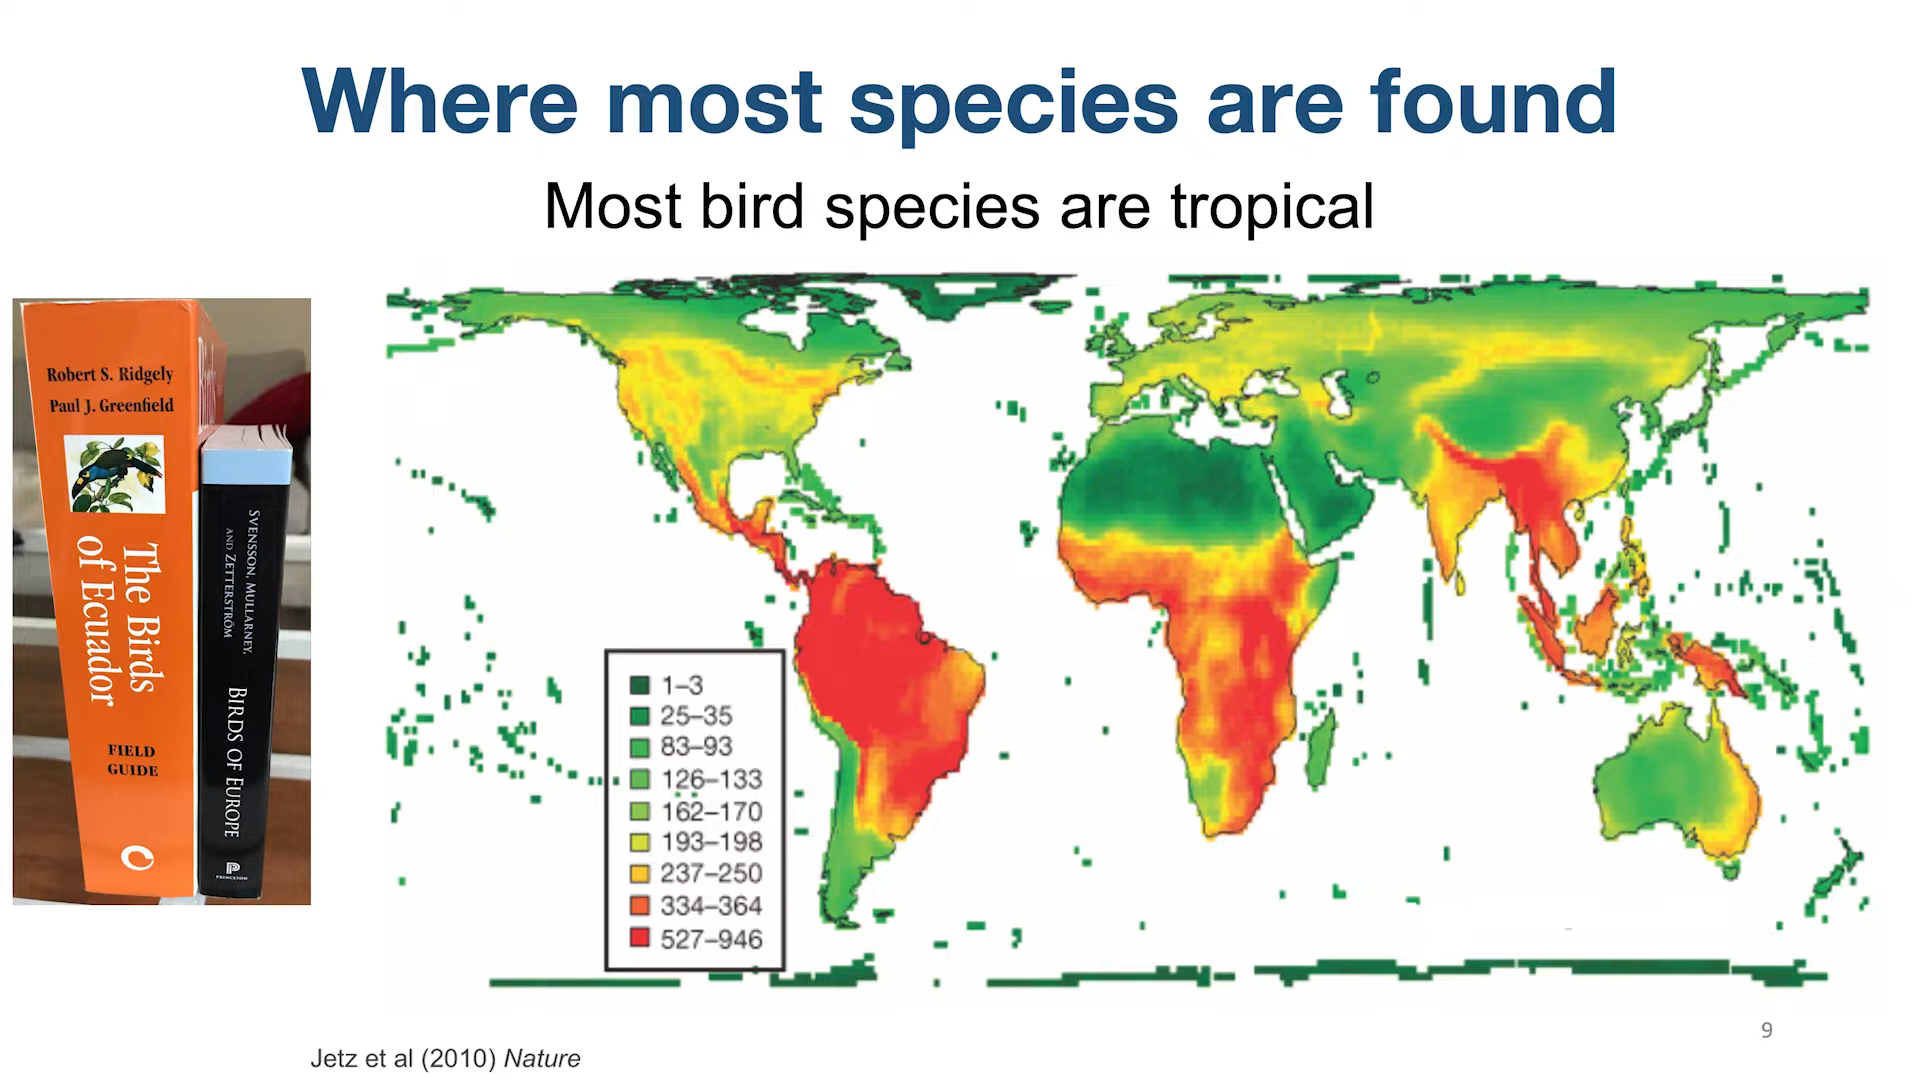 Where most species are found
Most bird species are tropical
Robert S. Ridgely
Paul J. Greenfield
The Birds
of Ecuador
FIELD
GUIDE
SVENSSON, MULLARNEY,
AND ZETTERSTRÖM
BIRDS OF EUROPE
P
PRINCETON
1–3
25–35
83–93
126–133
162–170
193–198
237–250
334–364
527–946
9
Jetz et al (2010) Nature